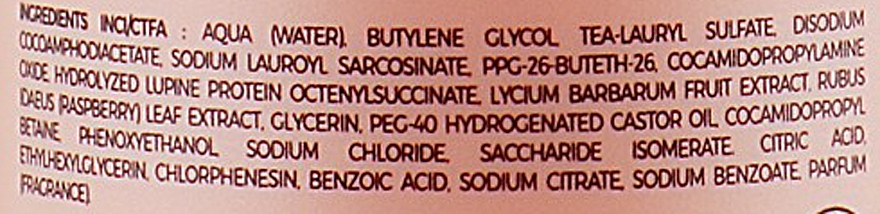 INGREDIENTS INCI/CTFA : AQUA (WATER), BUTYLENE GLYCOL, TEA-LAURYL SULFATE, DISODIUM
COCOAMPHODIACETATE, SODIUM LAUROYL SARCOSINATE, PPG-26-BUTETH-26, COCAMIDOPROPYLAMINE
OXIDE, HYDROLYZED LUPINE PROTEIN OCTENYLSUCCINATE, LYCIUM BARBARUM FRUIT EXTRACT, RUBUS
IDAEUS (RASPBERRY) LEAF EXTRACT, GLYCERIN, PEG-40 HYDROGENATED CASTOR OIL, COCAMIDOPROPYL
BETAINE, PHENOXYETHANOL, SODIUM CHLORIDE, SACCHARIDE ISOMERATE, CITRIC ACID,
ETHYLHEXYLGLYCERIN, CHLORPHENESIN, BENZOIC ACID, SODIUM CITRATE, SODIUM BENZOATE, PARFUM
(FRAGRANCE).